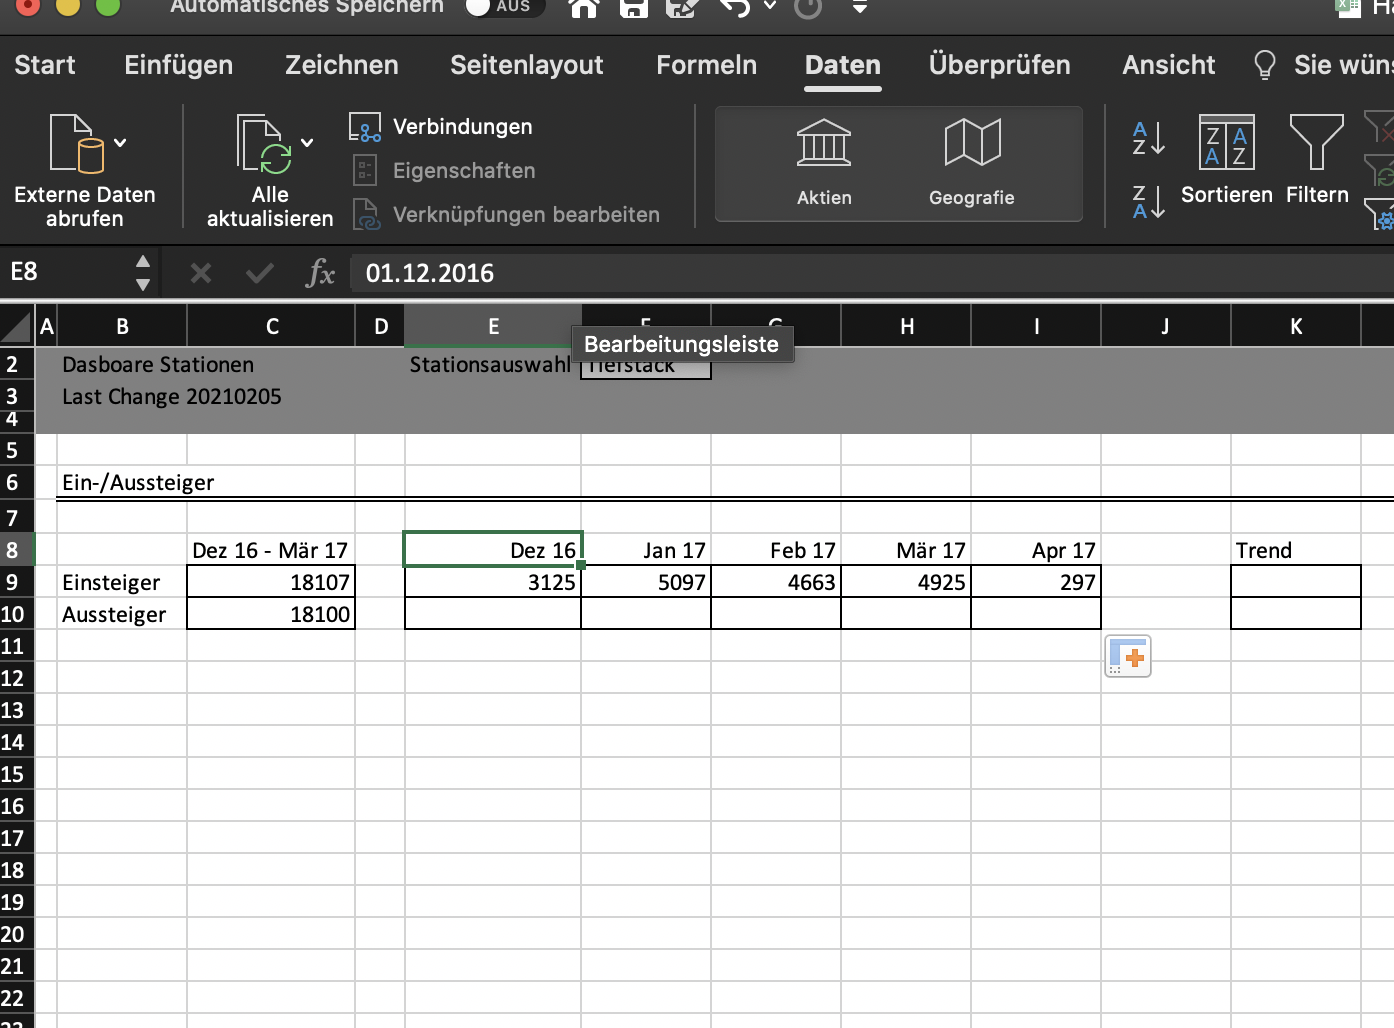 Automatisches Speichern AUS
Start Einfügen Zeichnen Seitenlayout Formeln Daten Überprüfen Ansicht Sie
Externe Daten abrufen
Alle aktualisieren
Verbindungen
Eigenschaften
Verknüpfungen bearbeiten
Aktien
Geografie
Sortieren
Filtern
E8 fx 01.12.2016
A B C D E H I J K
Bearbeitungsleiste
2 Dasboare Stationen Stationsauswahl Tiefstack
3 Last Change 20210205
4
5
6 Ein-/Aussteiger
7
8 Dez 16 - Mär 17 Dez 16 Jan 17 Feb 17 Mär 17 Apr 17 Trend
9 Einsteiger 18107 3125 5097 4663 4925 297
10 Aussteiger 18100
11
12
13
14
15
16
17
18
19
20
21
22